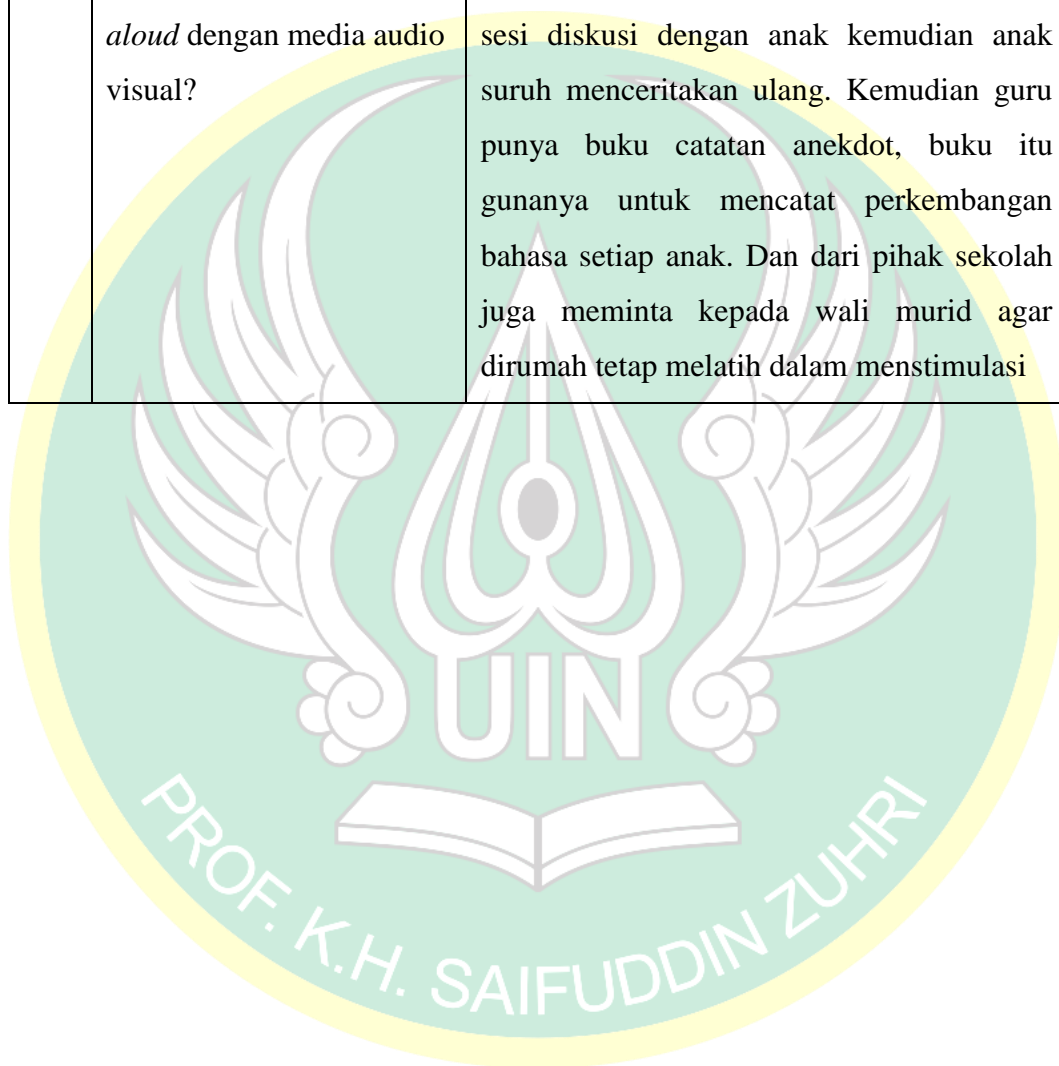 aloud dengan media audio
visual?
sesi diskusi dengan anak kemudian anak
suruh menceritakan ulang. Kemudian guru
punya buku catatan anekdot, buku itu
gunanya untuk mencatat perkembangan
bahasa setiap anak. Dan dari pihak sekolah
juga meminta kepada wali murid agar
dirumah tetap melatih dalam menstimulasi
UIN
PROF. K.H. SAIFUDDIN ZUHRI